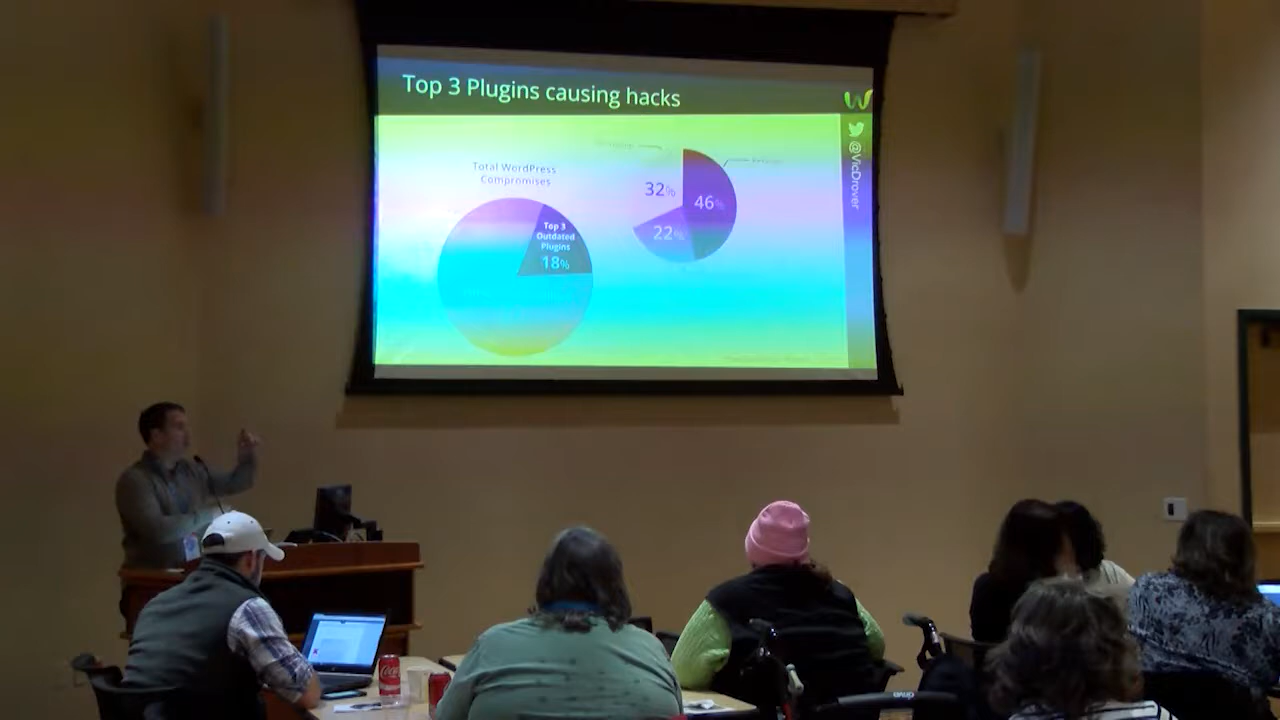 Top 3 Plugins causing hacks
W
@VicDrover
Total WordPress
Compromises
Top 3
Outdated
Plugins
18%
32%
46%
22%